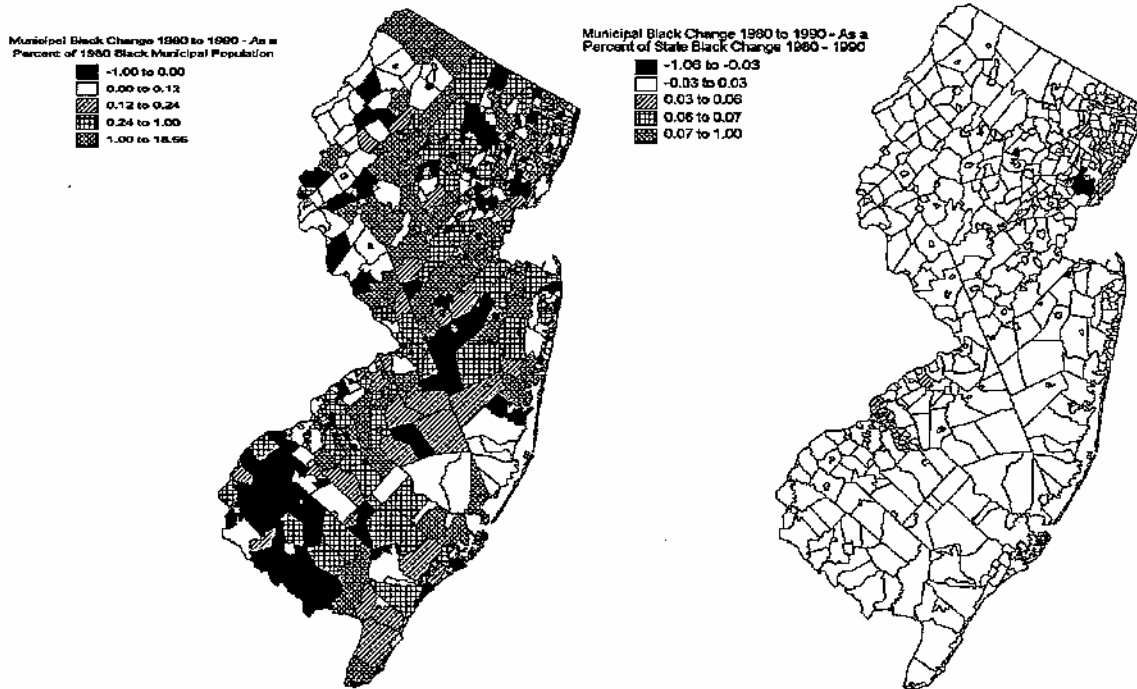 Municipal Black Change 1980 to 1990 - As a
Percent of 1980 Black Municipal Population
-1.00 to 0.00
0.00 to 0.12
0.12 to 0.24
0.24 to 1.00
1.00 to 18.66
Municipal Black Change 1980 to 1990 - As a
Percent of State Black Change 1980 - 1990
-1.06 to -0.03
-0.03 to 0.03
0.03 to 0.06
0.06 to 0.07
0.07 to 1.00